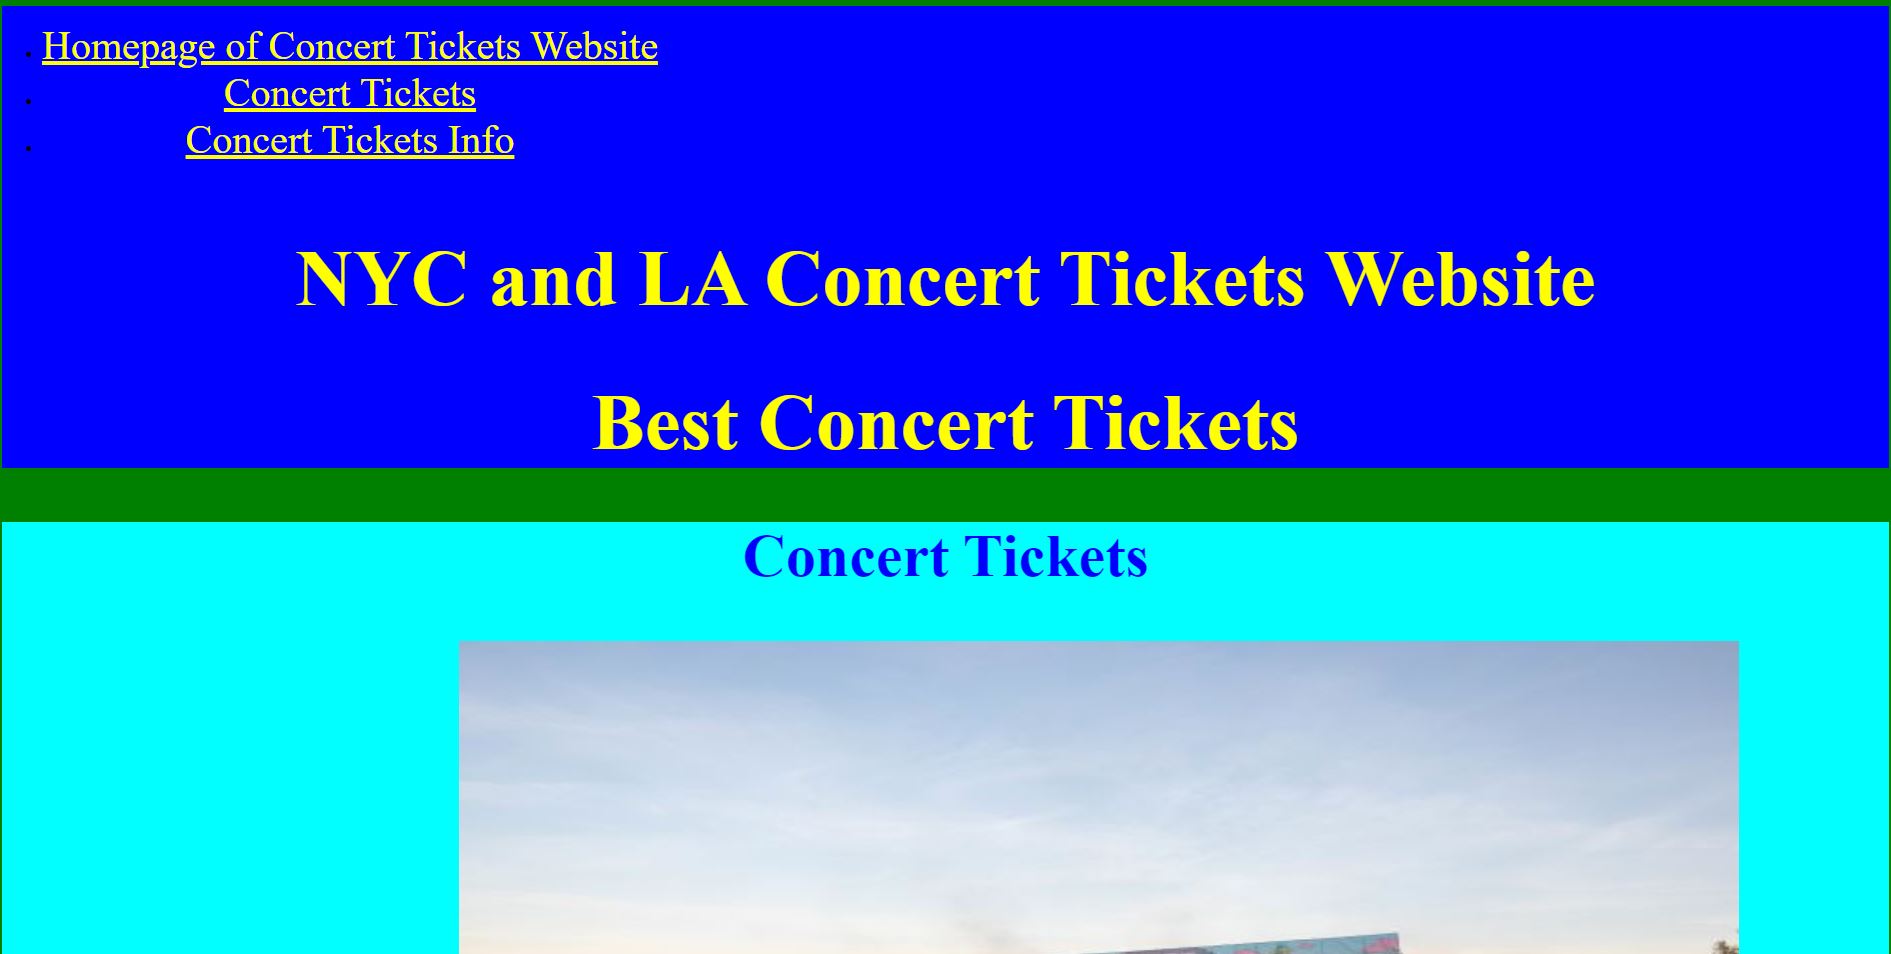 Homepage of Concert Tickets Website
Concert Tickets
Concert Tickets Info
NYC and LA Concert Tickets Website
Best Concert Tickets
Concert Tickets